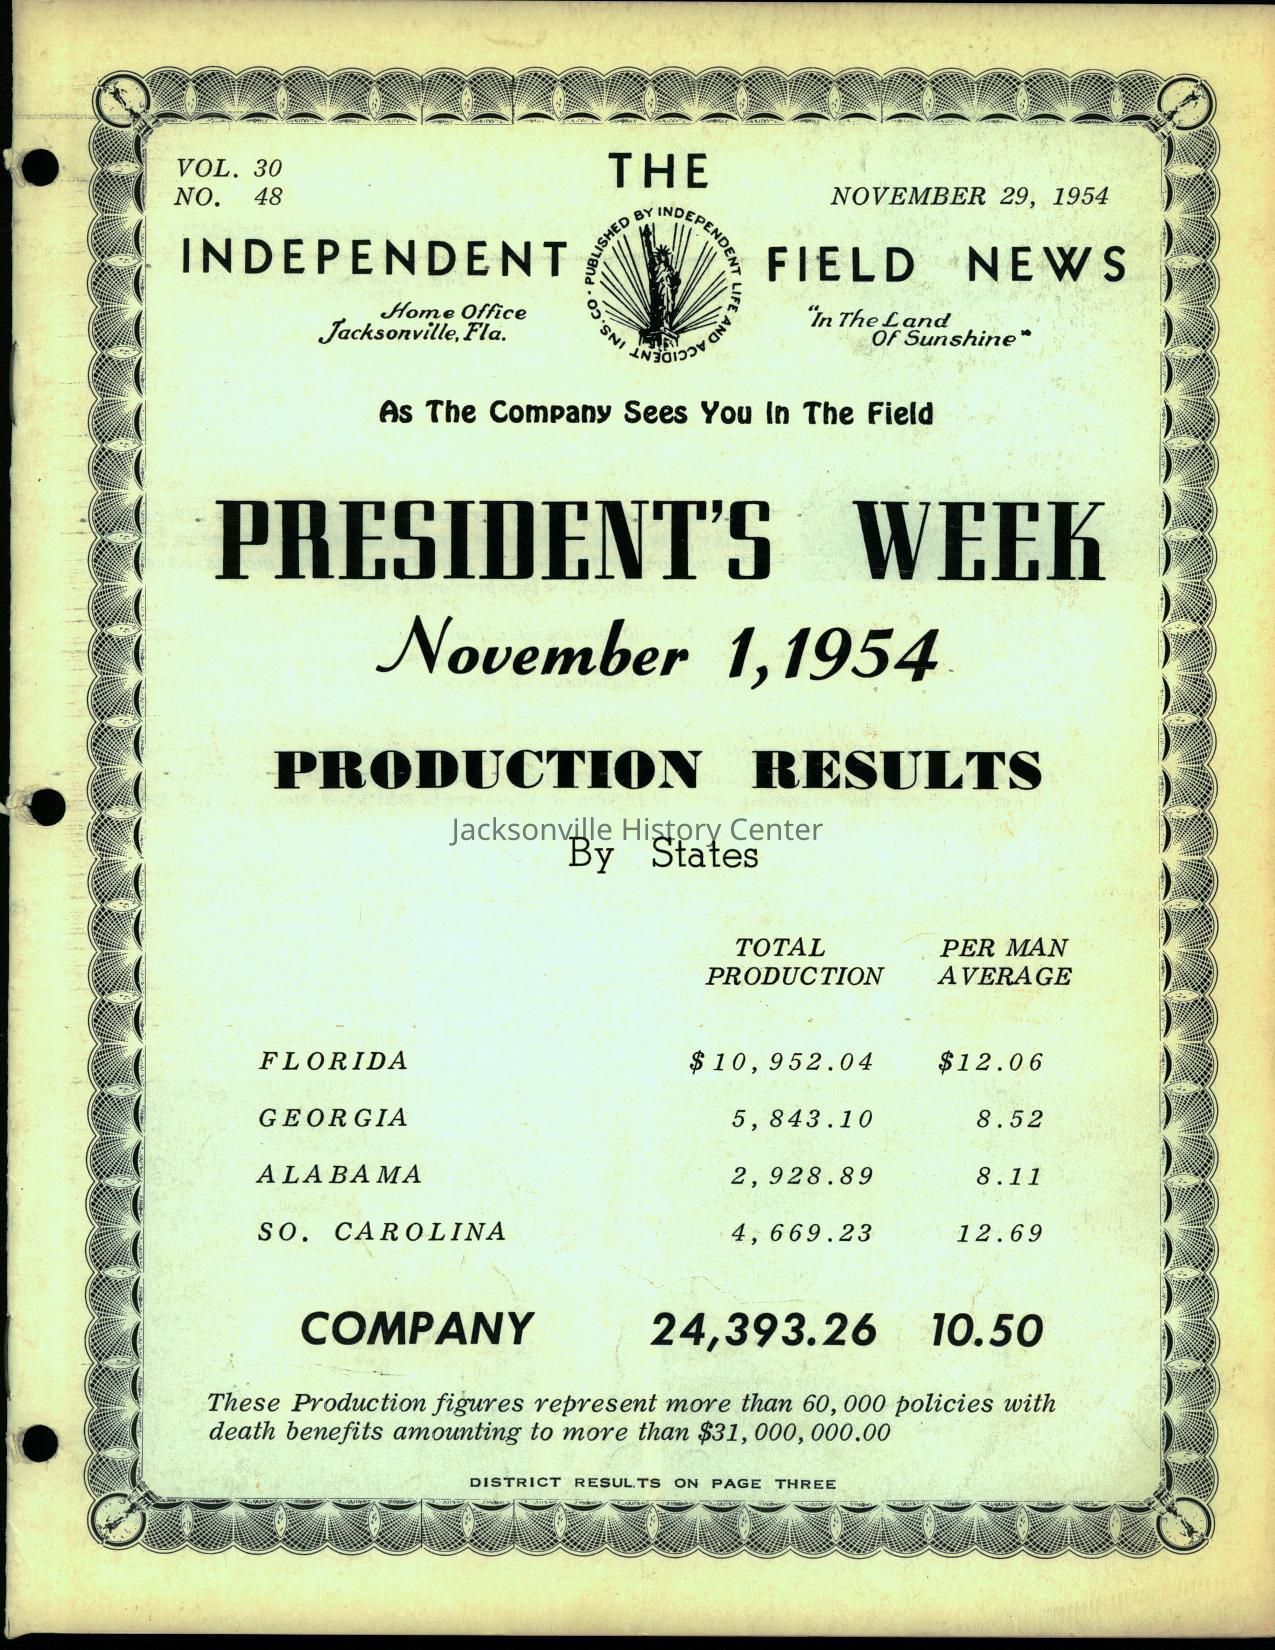 VOL. 30
NO. 48
THE
NOVEMBER 29, 1954
INDEPENDENT FIELD NEWS
PUBLISHED BY INDEPENDENT LIFE AND ACCIDENT INS. CO.
Home Office
Jacksonville, Fla.
"In The Land
Of Sunshine"
As The Company Sees You In The Field
PRESIDENT'S WEEK
November 1, 1954
PRODUCTION RESULTS
Jacksonville History Center
By States
TOTAL PER MAN
PRODUCTION AVERAGE
FLORIDA $10,952.04 $12.06
GEORGIA 5,843.10 8.52
ALABAMA 2,928.89 8.11
SO. CAROLINA 4,669.23 12.69
COMPANY 24,393.26 10.50
These Production figures represent more than 60,000 policies with
death benefits amounting to more than $31,000,000.00
DISTRICT RESULTS ON PAGE THREE